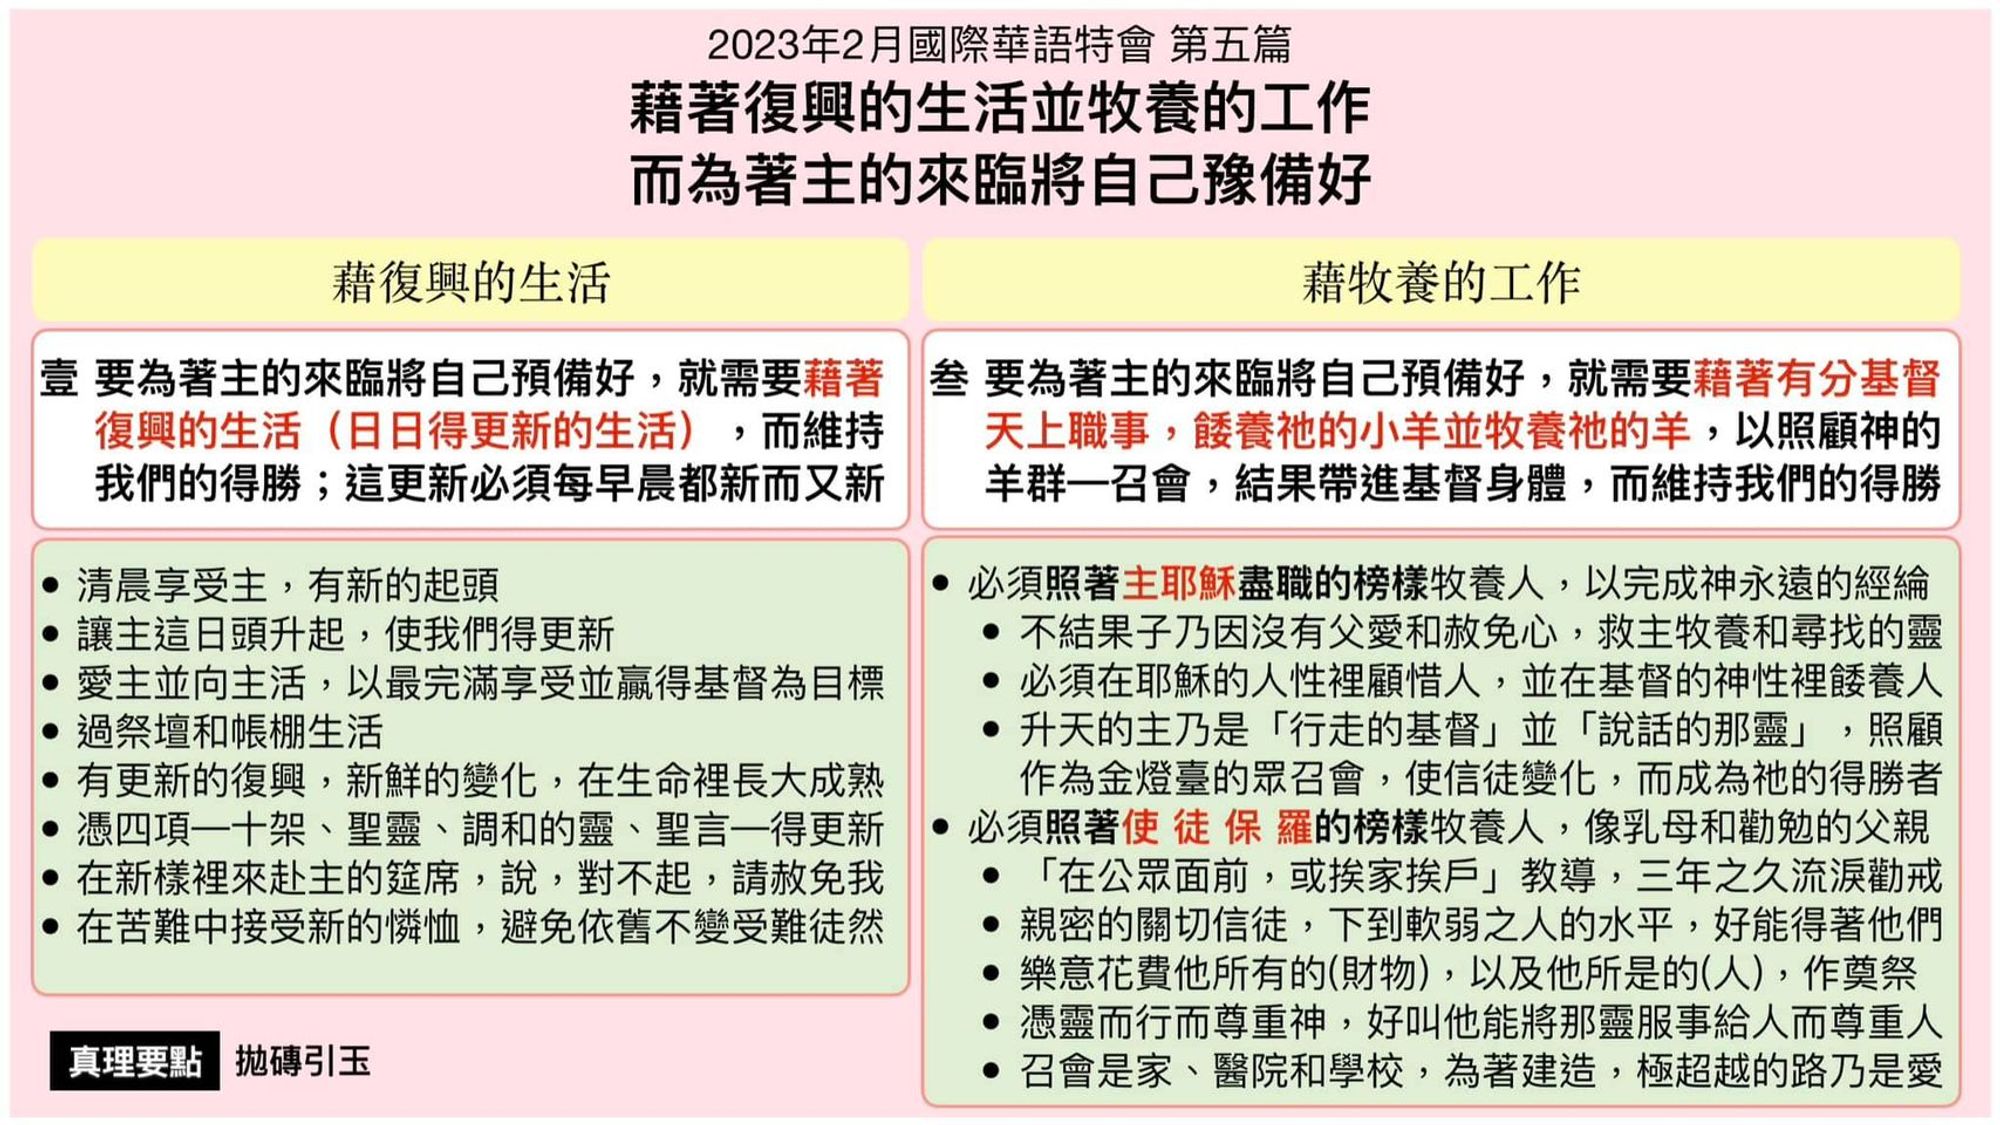 2023年2月國際華語特會 第五篇
藉著復興的生活並牧養的工作
而為著主的來臨將自己豫備好
藉復興的生活
壹 要為著主的來臨將自己預備好，就需要藉著
復興的生活（日日得更新的生活），而維持
我們的得勝；這更新必須每早晨都新而又新
• 清晨享受主，有新的起頭
• 讓主這日頭升起，使我們得更新
• 愛主並向主活，以最完滿享受並贏得基督為目標
• 過祭壇和帳棚生活
• 有更新的復興，新鮮的變化，在生命裡長大成熟
• 憑四項—十架、聖靈、調和的靈、聖言—得更新
• 在新樣裡來赴主的筵席，說，對不起，請赦免我
• 在苦難中接受新的憐恤，避免依舊不變受難徒然
真理要點 拋磚引玉
藉牧養的工作
叁 要為著主的來臨將自己預備好，就需要藉著有分基督
天上職事，餧養祂的小羊並牧養祂的羊，以照顧神的
羊群—召會，結果帶進基督身體，而維持我們的得勝
• 必須照著主耶穌盡職的榜樣牧養人，以完成神永遠的經綸
• 不結果子乃因沒有父愛和赦免心，救主牧養和尋找的靈
• 必須在耶穌的人性裡顧惜人，並在基督的神性裡餧養人
• 升天的主乃是「行走的基督」並「說話的那靈」，照顧
作為金燈臺的眾召會，使信徒變化，而成為祂的得勝者
• 必須照著使 徒 保 羅的榜樣牧養人，像乳母和勸勉的父親
• 「在公眾面前，或挨家挨戶」教導，三年之久流淚勸戒
• 親密的關切信徒，下到軟弱之人的水平，好能得著他們
• 樂意花費他所有的(財物)，以及他所是的(人)，作奠祭
• 憑靈而行而尊重神，好叫他能將那靈服事給人而尊重人
• 召會是家、醫院和學校，為著建造，極超越的路乃是愛